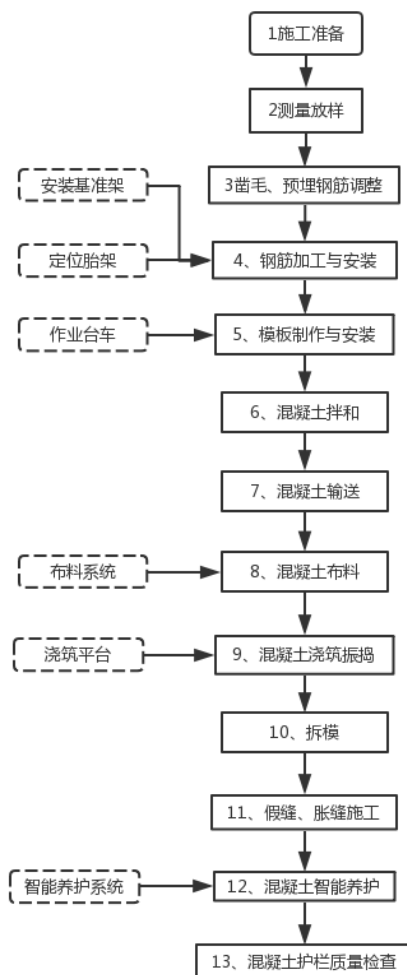 1施工准备
2测量放样
安装基准架
3凿毛、预埋钢筋调整
定位胎架
4、钢筋加工与安装
作业台车
5、模板制作与安装
6、混凝土拌和
7、混凝土输送
布料系统
8、混凝土布料
浇筑平台
9、混凝土浇筑振捣
10、拆模
11、假缝、胀缝施工
智能养护系统
12、混凝土智能养护
13、混凝土护栏质量检查